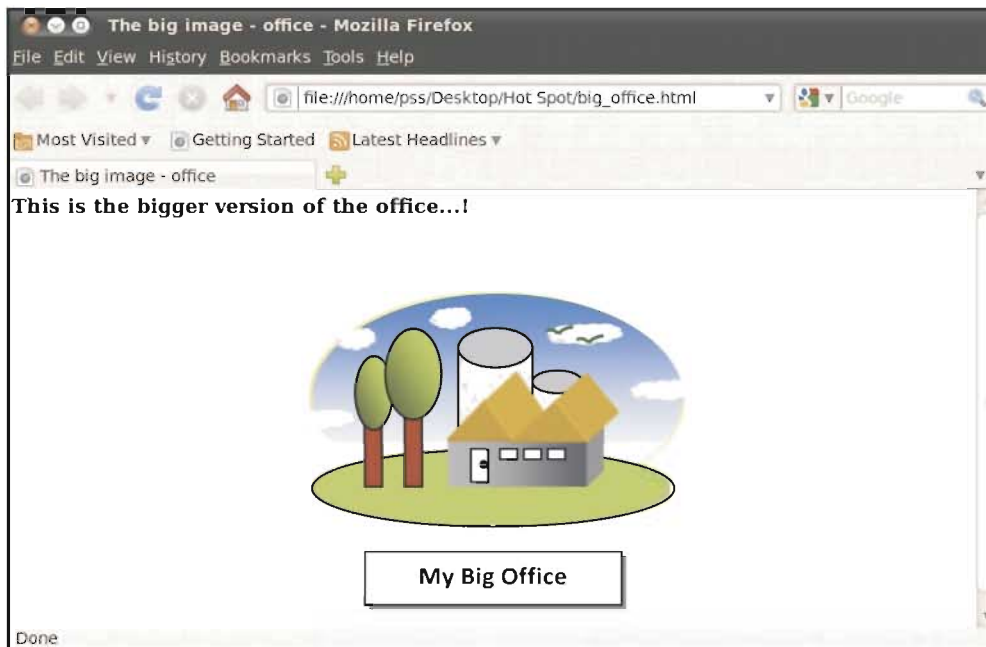 The big image - office - Mozilla Firefox
File Edit View History Bookmarks Tools Help
file:///home/pss/Desktop/Hot Spot/big_office.html Google
Most Visited Getting Started Latest Headlines
The big image - office
This is the bigger version of the office...!
My Big Office
Done